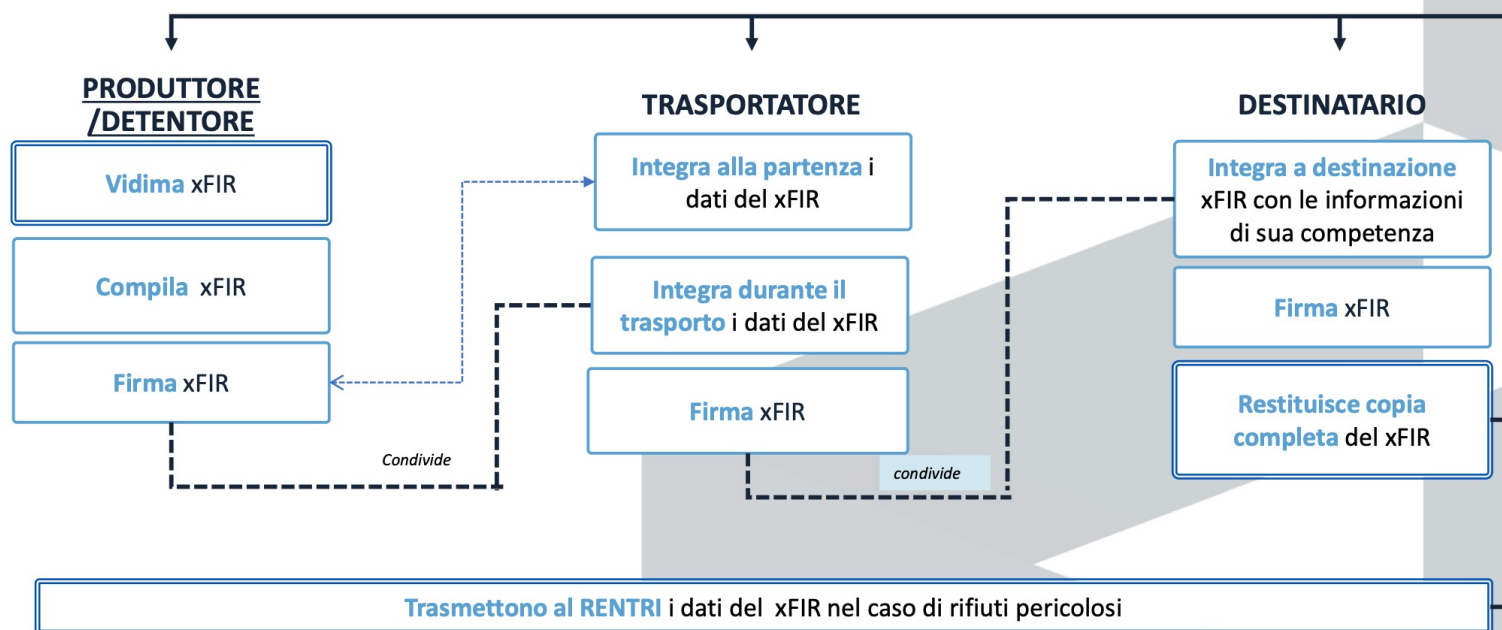 PRODUTTORE
/DETENTORE
Vidima xFIR
Compila xFIR
Firma xFIR
Condivide
TRASPORTATORE
Integra alla partenza i
dati del xFIR
Integra durante il
trasporto i dati del xFIR
Firma xFIR
condivide
DESTINATARIO
Integra a destinazione
xFIR con le informazioni
di sua competenza
Firma xFIR
Restituisce copia
completa del xFIR
Trasmettono al RENTRI i dati del xFIR nel caso di rifiuti pericolosi